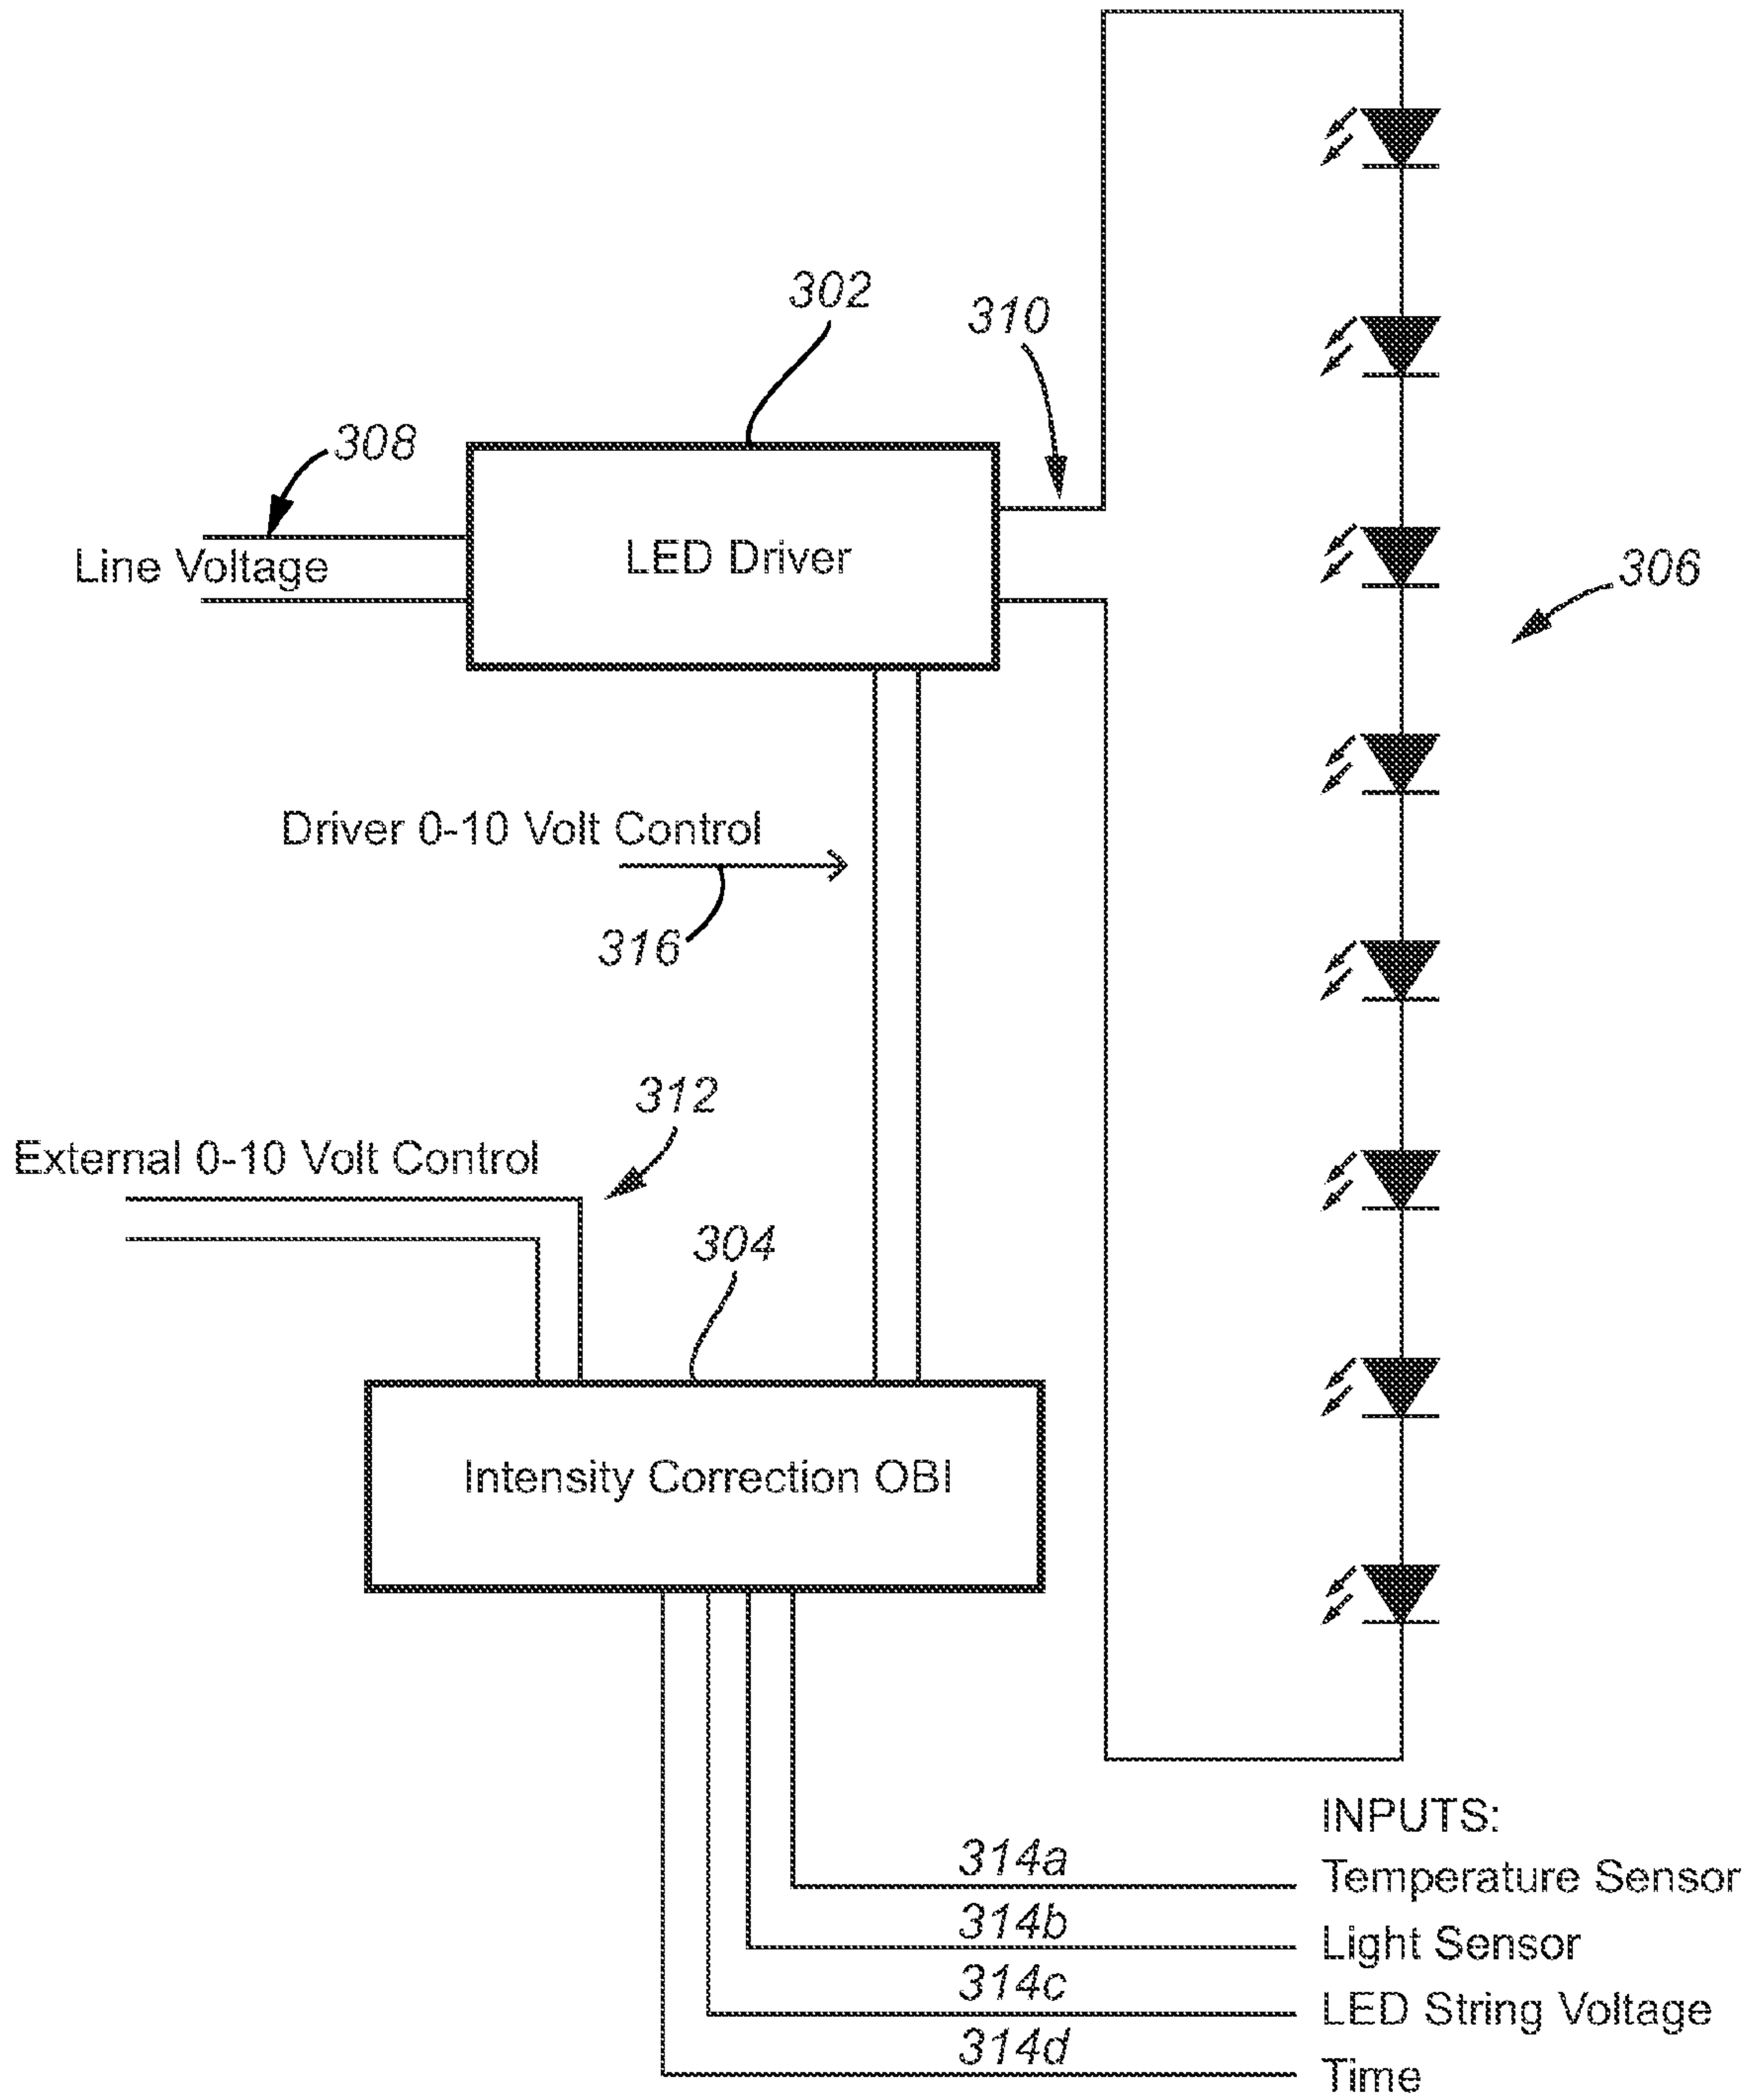 302
310
308
Line Voltage
LED Driver
306
Driver 0-10 Volt Control
316
312
External 0-10 Volt Control
304
Intensity Correction OBI
INPUTS:
314a
Temperature Sensor
314b
Light Sensor
314c
LED String Voltage
314d
Time